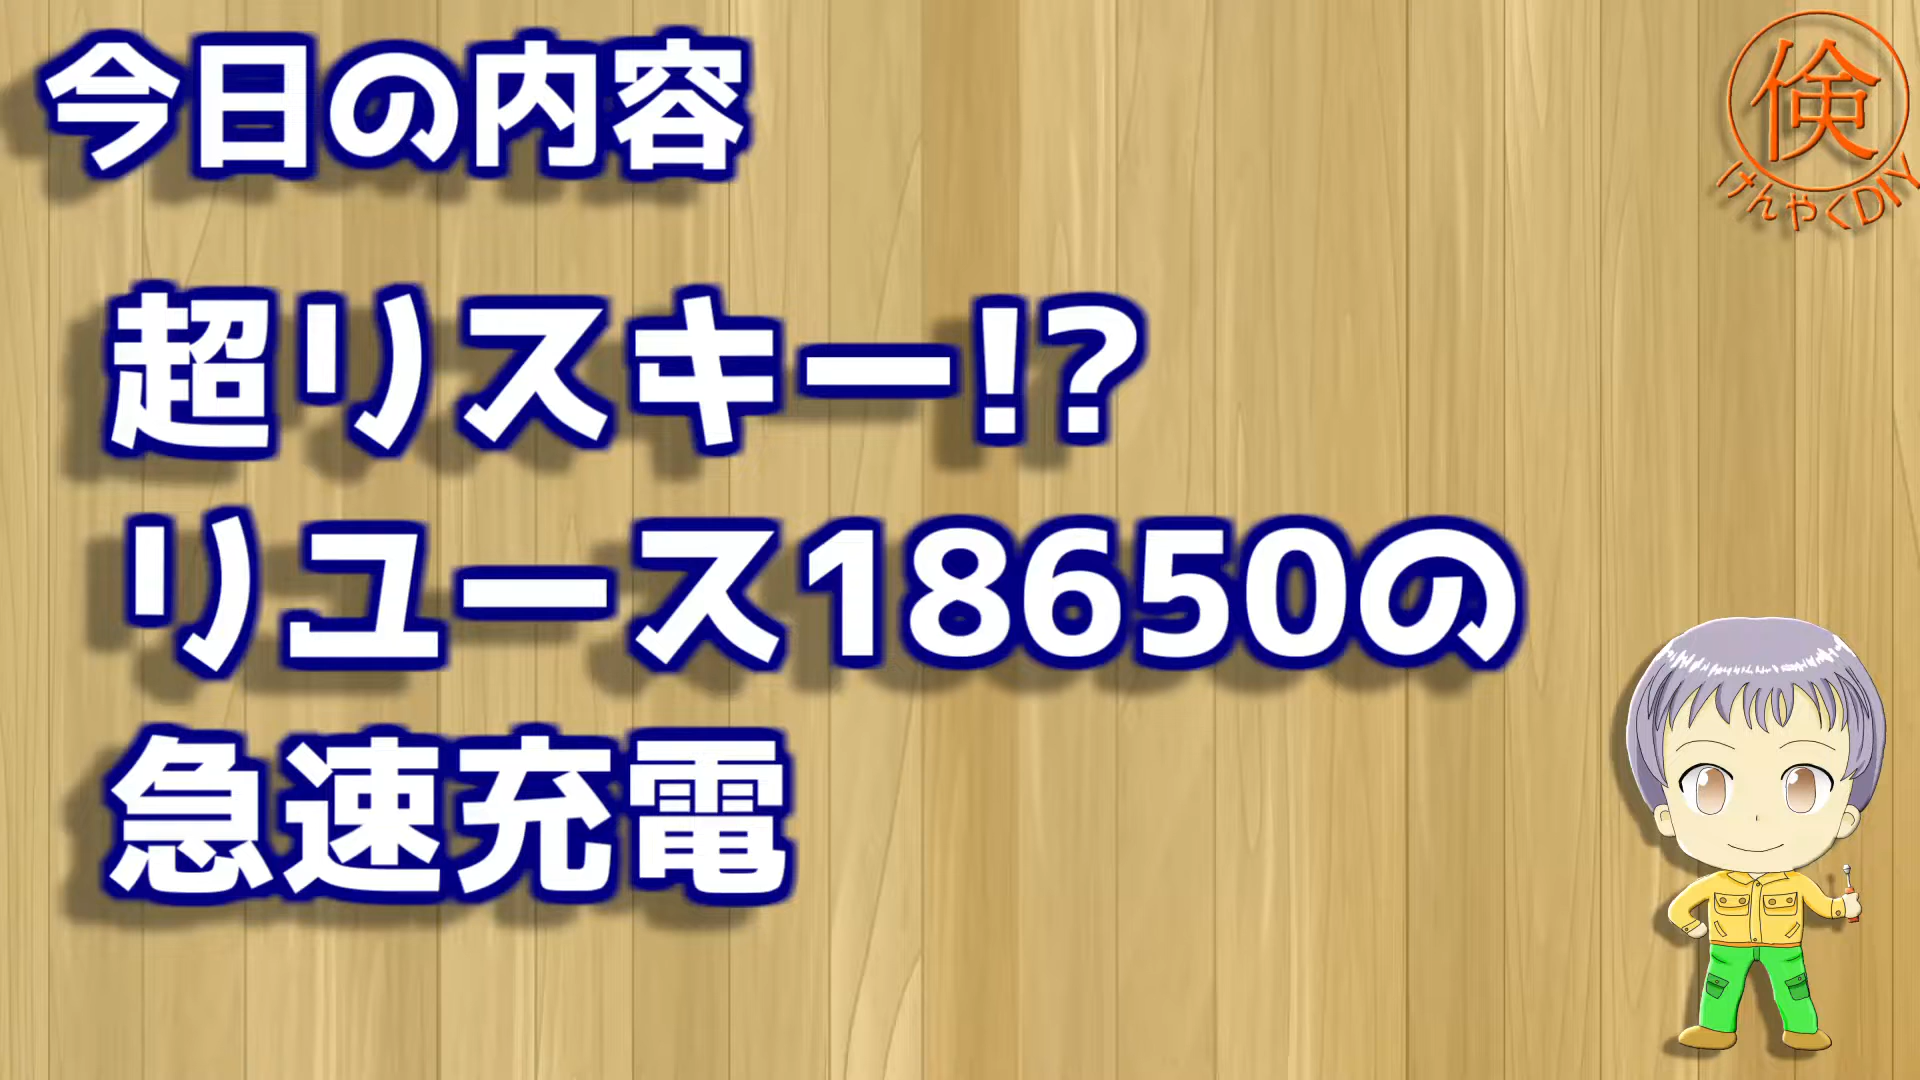 今日の内容
倹
けんやくDIY
超リスキー!?
リユース18650の
急速充電